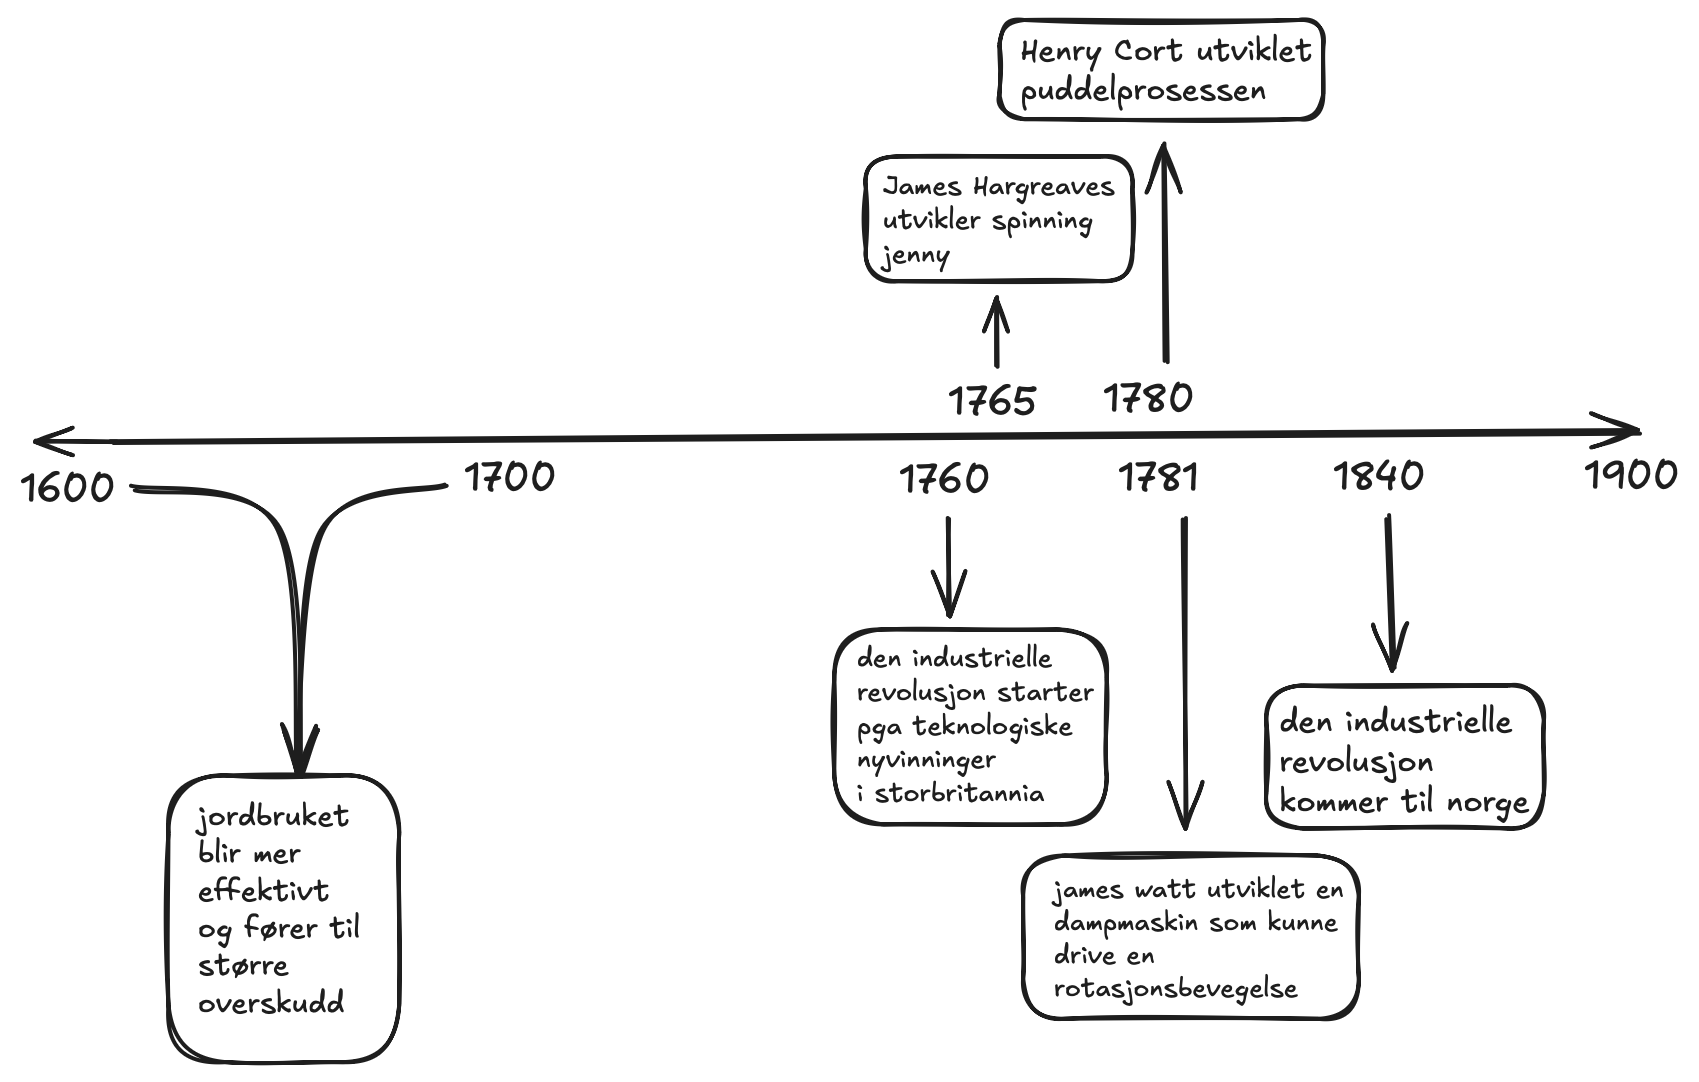 Henry Cort utviklet
puddelprosessen
James Hargreaves
utvikler spinning
jenny
1765
1780
1600
1700
1760
1781
1840
1900
jordbruket
blir mer
effektivt
og fører til
større
overskudd
den industrielle
revolusjon starter
pga teknologiske
nyvinninger
i storbritannia
james watt utviklet en
dampmaskin som kunne
drive en
rotasjonsbevegelse
den industrielle
revolusjon
kommer til norge